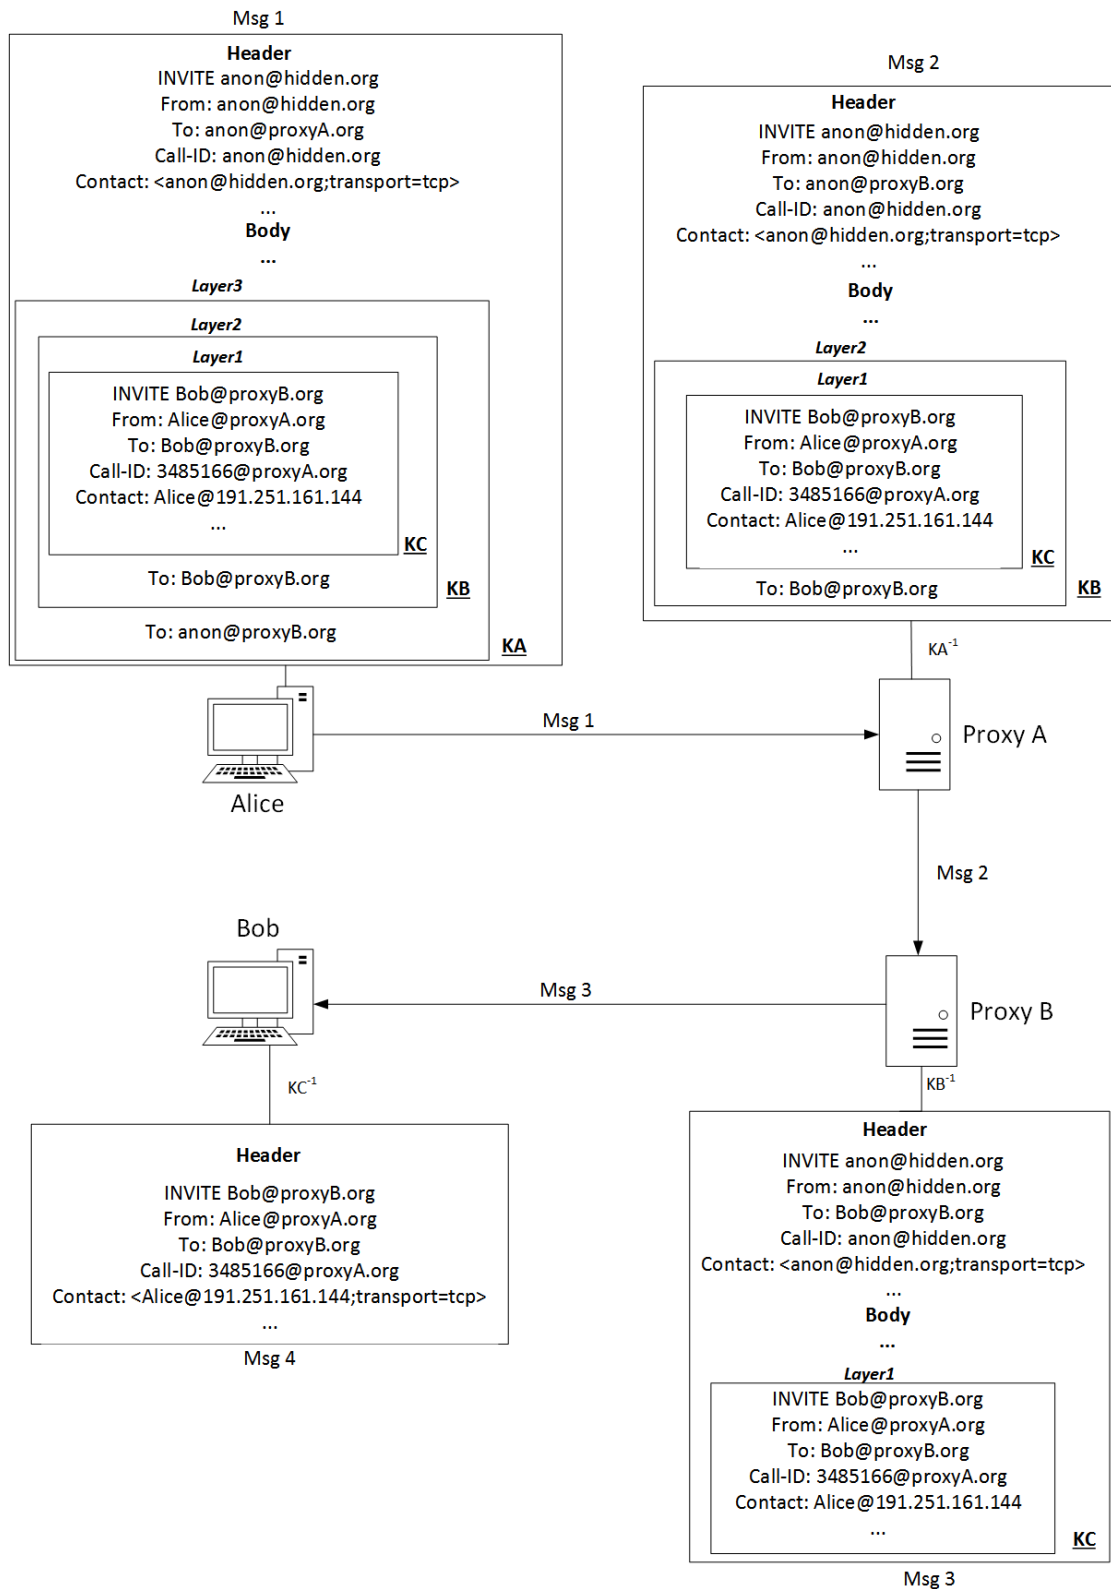 Msg 1
Header
INVITE anon@hidden.org
From: anon@hidden.org
To: anon@proxyA.org
Call-ID: anon@hidden.org
Contact: <anon@hidden.org;transport=tcp>
...
Body
...
Layer3
Layer2
Layer1
INVITE Bob@proxyB.org
From: Alice@proxyA.org
To: Bob@proxyB.org
Call-ID: 3485166@proxyA.org
Contact: Alice@191.251.161.144
...
KC
To: Bob@proxyB.org
KB
To: anon@proxyB.org
KA
Msg 2
Header
INVITE anon@hidden.org
From: anon@hidden.org
To: anon@proxyB.org
Call-ID: anon@hidden.org
Contact: <anon@hidden.org;transport=tcp>
...
Body
...
Layer2
Layer1
INVITE Bob@proxyB.org
From: Alice@proxyA.org
To: Bob@proxyB.org
Call-ID: 3485166@proxyA.org
Contact: Alice@191.251.161.144
...
KC
To: Bob@proxyB.org
KB
KA-1
Msg 1
Proxy A
Alice
Msg 2
Bob
Msg 3
Proxy B
KC-1
KB-1
Header
INVITE Bob@proxyB.org
From: Alice@proxyA.org
To: Bob@proxyB.org
Call-ID: 3485166@proxyA.org
Contact: <Alice@191.251.161.144;transport=tcp>
...
Msg 4
Header
INVITE anon@hidden.org
From: anon@hidden.org
To: Bob@proxyB.org
Call-ID: anon@hidden.org
Contact: <anon@hidden.org;transport=tcp>
...
Body
...
Layer1
INVITE Bob@proxyB.org
From: Alice@proxyA.org
To: Bob@proxyB.org
Call-ID: 3485166@proxyA.org
Contact: Alice@191.251.161.144
...
KC
Msg 3